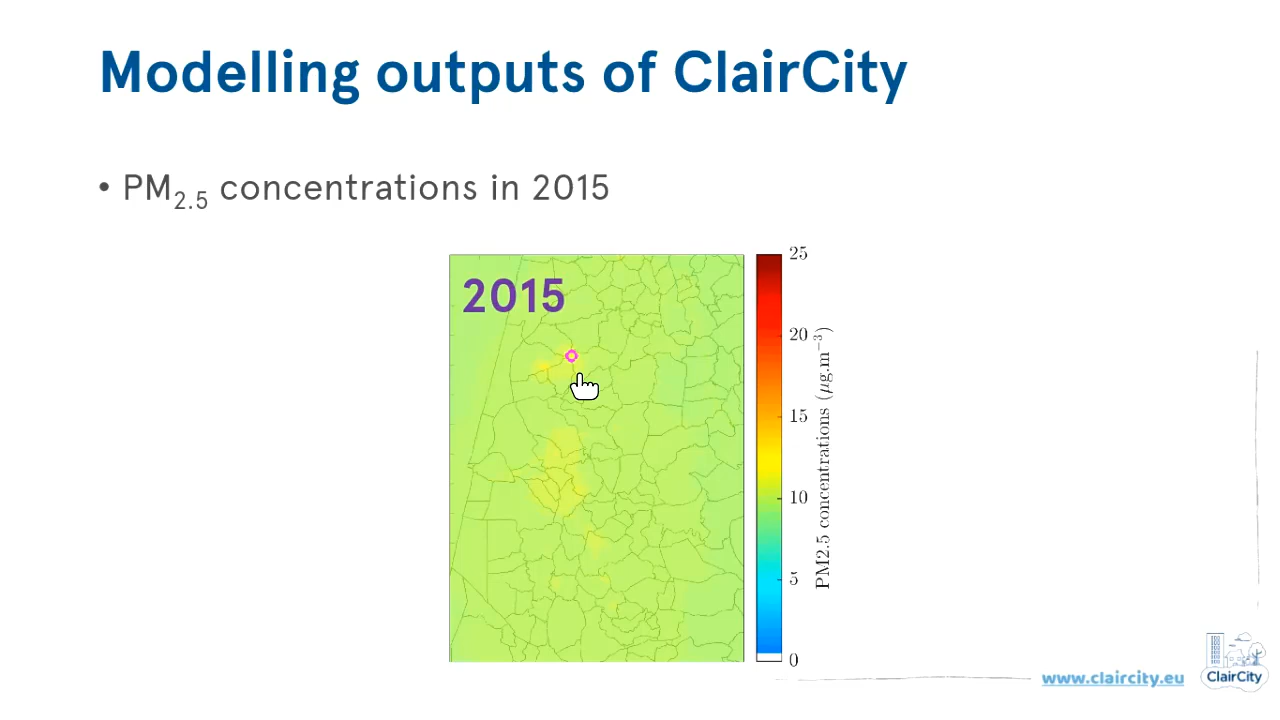 Modelling outputs of ClairCity
• PM2.5 concentrations in 2015
2015
25
20
15
10
5
0
PM2.5 concentrations (μg.m−3)
www.claircity.eu
ClairCity